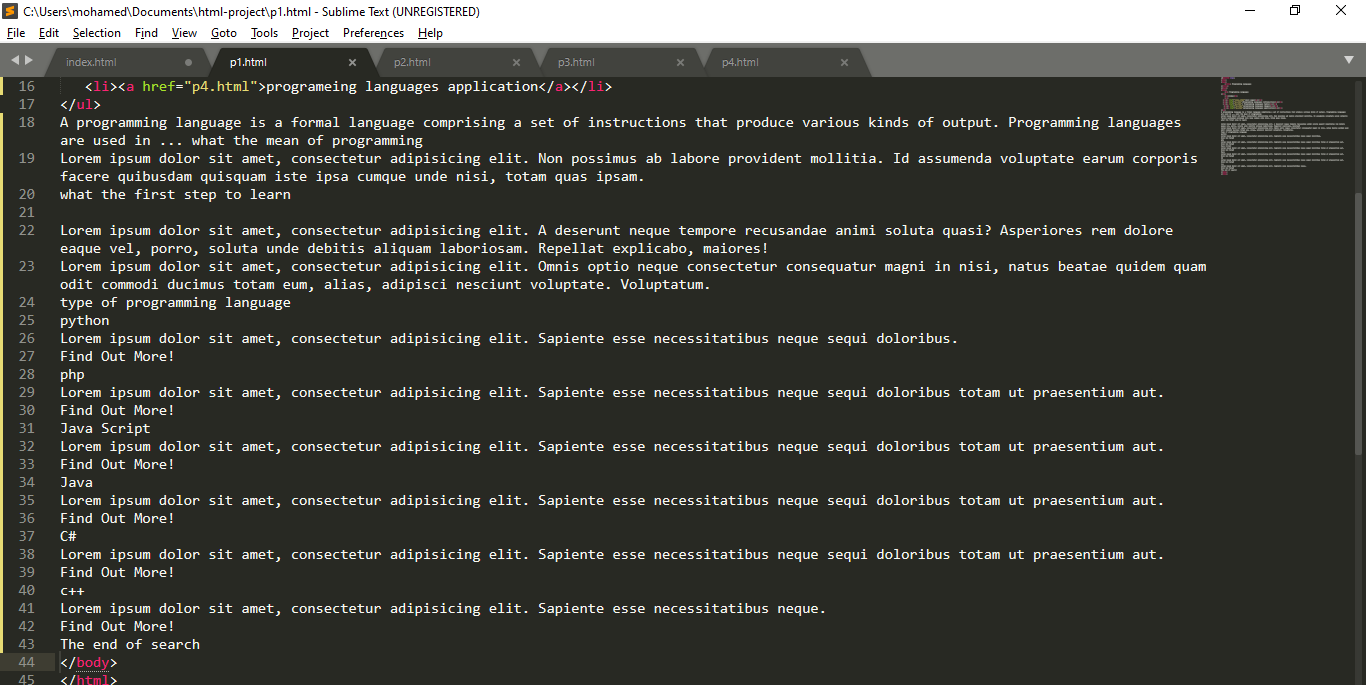 C:\Users\mohamed\Documents\html-project\p1.html - Sublime Text (UNREGISTERED)
File Edit Selection Find View Goto Tools Project Preferences Help
index.html p1.html p2.html p3.html p4.html
16 <li><a href="p4.html">programeing languages application</a></li>
17 </ul>
18 A programming language is a formal language comprising a set of instructions that produce various kinds of output. Programming languages
are used in ... what the mean of programming
19 Lorem ipsum dolor sit amet, consectetur adipisicing elit. Non possimus ab labore provident mollitia. Id assumenda voluptate earum corporis
facere quibusdam quisquam iste ipsa cumque unde nisi, totam quas ipsam.
20 what the first step to learn
21
22 Lorem ipsum dolor sit amet, consectetur adipisicing elit. A deserunt neque tempore recusandae animi soluta quasi? Asperiores rem dolore
eaque vel, porro, soluta unde debitis aliquam laboriosam. Repellat explicabo, maiores!
23 Lorem ipsum dolor sit amet, consectetur adipisicing elit. Omnis optio neque consectetur consequatur magni in nisi, natus beatae quidem quam
odit commodi ducimus totam eum, alias, adipisci nesciunt voluptate. Voluptatum.
24 type of programming language
25 python
26 Lorem ipsum dolor sit amet, consectetur adipisicing elit. Sapiente esse necessitatibus neque sequi doloribus.
27 Find Out More!
28 php
29 Lorem ipsum dolor sit amet, consectetur adipisicing elit. Sapiente esse necessitatibus neque sequi doloribus totam ut praesentium aut.
30 Find Out More!
31 Java Script
32 Lorem ipsum dolor sit amet, consectetur adipisicing elit. Sapiente esse necessitatibus neque sequi doloribus totam ut praesentium aut.
33 Find Out More!
34 Java
35 Lorem ipsum dolor sit amet, consectetur adipisicing elit. Sapiente esse necessitatibus neque sequi doloribus totam ut praesentium aut.
36 Find Out More!
37 C#
38 Lorem ipsum dolor sit amet, consectetur adipisicing elit. Sapiente esse necessitatibus neque sequi doloribus totam ut praesentium aut.
39 Find Out More!
40 c++
41 Lorem ipsum dolor sit amet, consectetur adipisicing elit. Sapiente esse necessitatibus neque.
42 Find Out More!
43 The end of search
44 </body>
45 </html>